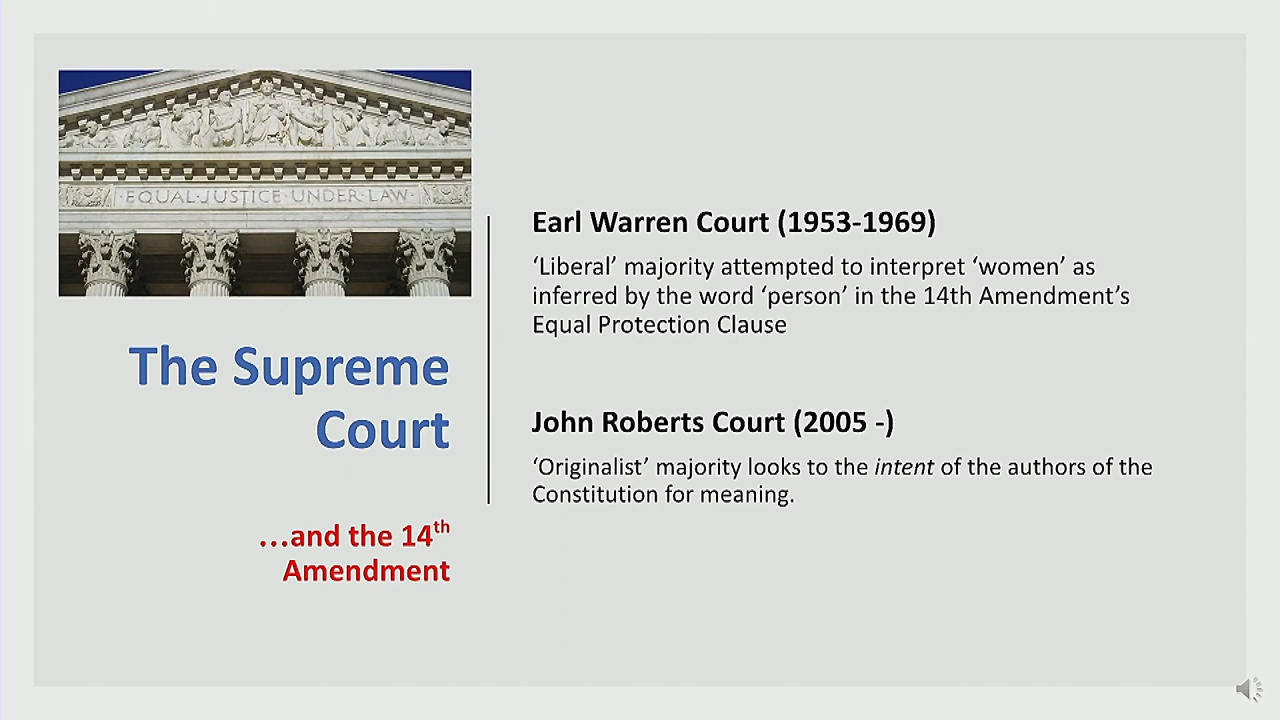 ·EQUAL·JUSTICE·UNDER·LAW·
The Supreme
Court
...and the 14th
Amendment
Earl Warren Court (1953-1969)
‘Liberal’ majority attempted to interpret ‘women’ as
inferred by the word ‘person’ in the 14th Amendment’s
Equal Protection Clause
John Roberts Court (2005 -)
‘Originalist’ majority looks to the intent of the authors of the
Constitution for meaning.